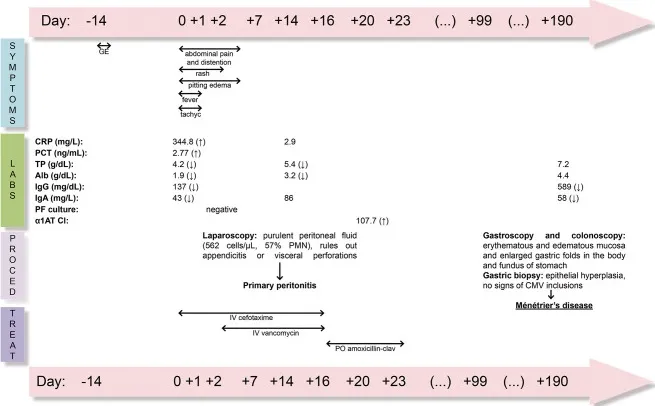 Day: -14 0 +1 +2 +7 +14 +16 +20 +23 (...) +99 (...) +190
SYMPTOMS
GE
abdominal pain
and distention
rash
pitting edema
fever
tachyc
LABS
CRP (mg/L): 344.8 (↑) 2.9
PCT (ng/mL): 2.77 (↑)
TP (g/dL): 4.2 (↓) 5.4 (↓) 7.2
Alb (g/dL): 1.9 (↓) 3.2 (↓) 4.4
IgG (mg/dL): 137 (↓) 589 (↓)
IgA (mg/L): 43 (↓) 86 58 (↓)
PF culture: negative
α1AT Cl: 107.7 (↑)
PROCED
Laparoscopy: purulent peritoneal fluid
(562 cells/µL, 57% PMN), rules out
appendicitis or visceral perforations
Primary peritonitis
Gastroscopy and colonoscopy:
erythematous and edematous mucosa
and enlarged gastric folds in the body
and fundus of stomach
Gastric biopsy: epithelial hyperplasia,
no signs of CMV inclusions
Ménétrier's disease
TREAT
IV cefotaxime
IV vancomycin
PO amoxicillin-clav
Day: -14 0 +1 +2 +7 +14 +16 +20 +23 (...) +99 (...) +190